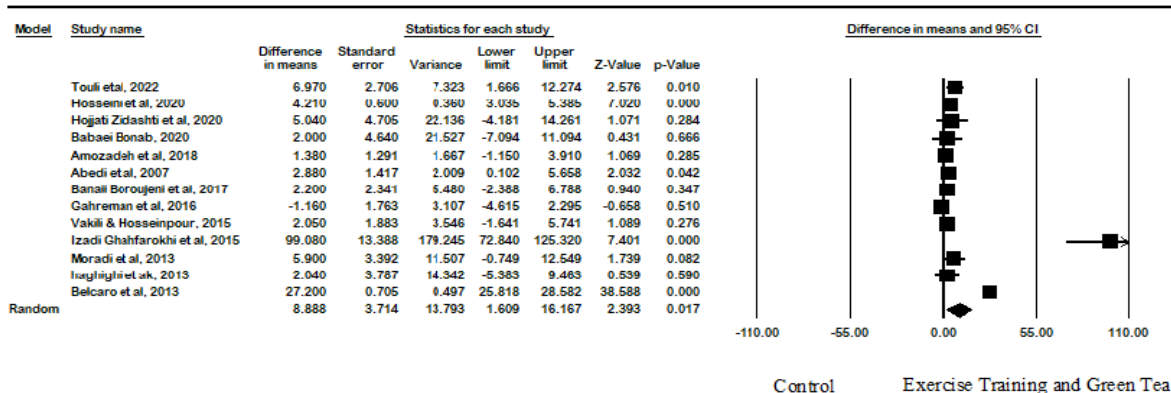 Model Study name Statistics for each study Difference in means and 95% CI
Difference in means Standard error Variance Lower limit Upper limit Z-Value p-Value
Touli etal, 2022 6.970 2.706 7.323 1.666 12.274 2.576 0.010
Hosseini et al, 2020 4.210 0.600 0.360 3.035 5.385 7.020 0.000
Hojjati Zidashti et al, 2020 5.040 4.705 22.136 -4.181 14.261 1.071 0.284
Babaei Bonab, 2020 2.000 4.640 21.527 -7.094 11.094 0.431 0.666
Amozadeh et al, 2018 1.380 1.291 1.667 -1.150 3.910 1.069 0.285
Abedi et al, 2007 2.880 1.417 2.009 0.102 5.658 2.032 0.042
Banaii Boroujeni et al, 2017 2.200 2.341 5.480 -2.388 6.788 0.940 0.347
Gahreman et al, 2016 -1.160 1.763 3.107 -4.615 2.295 -0.658 0.510
Vakili & Hosseinpour, 2015 2.050 1.883 3.546 -1.641 5.741 1.089 0.276
Izadi Ghahfarokhi et al, 2015 99.080 13.388 179.245 72.840 125.320 7.401 0.000
Moradi et al, 2013 5.900 3.392 11.507 -0.749 12.549 1.739 0.082
haghighi et ak, 2013 2.040 3.787 14.342 -5.383 9.463 0.539 0.590
Belcaro et al, 2013 27.200 0.705 0.497 25.818 28.582 38.588 0.000
Random 8.888 3.714 13.793 1.609 16.167 2.393 0.017
-110.00 -55.00 0.00 55.00 110.00
Control Exercise Training and Green Tea